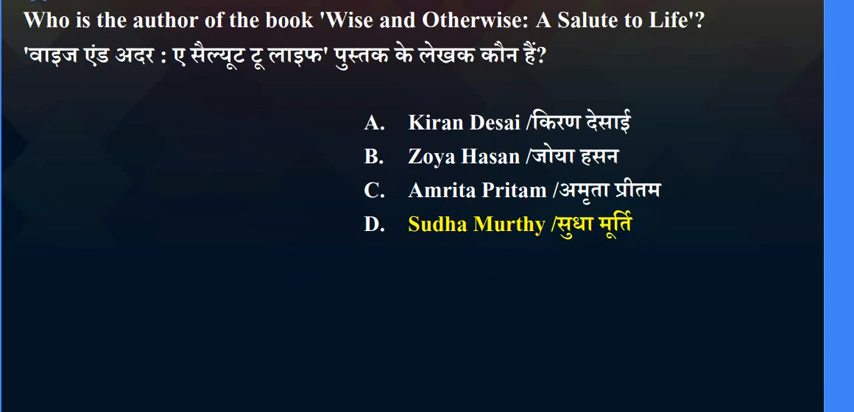 Who is the author of the book 'Wise and Otherwise: A Salute to Life'?
'वाइज एंड अदर : ए सैल्यूट टू लाइफ' पुस्तक के लेखक कौन हैं?
A. Kiran Desai /किरण देसाई
B. Zoya Hasan /जोया हसन
C. Amrita Pritam /अमृता प्रीतम
D. Sudha Murthy /सुधा मूर्ति